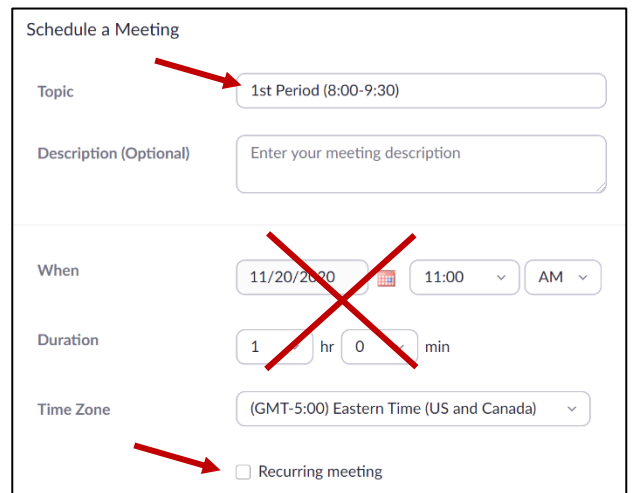 Schedule a Meeting
Topic 1st Period (8:00-9:30)
Description (Optional) Enter your meeting description
When 11/20/2020 11:00 AM
Duration 1 hr 0 min
Time Zone (GMT-5:00) Eastern Time (US and Canada)
Recurring meeting